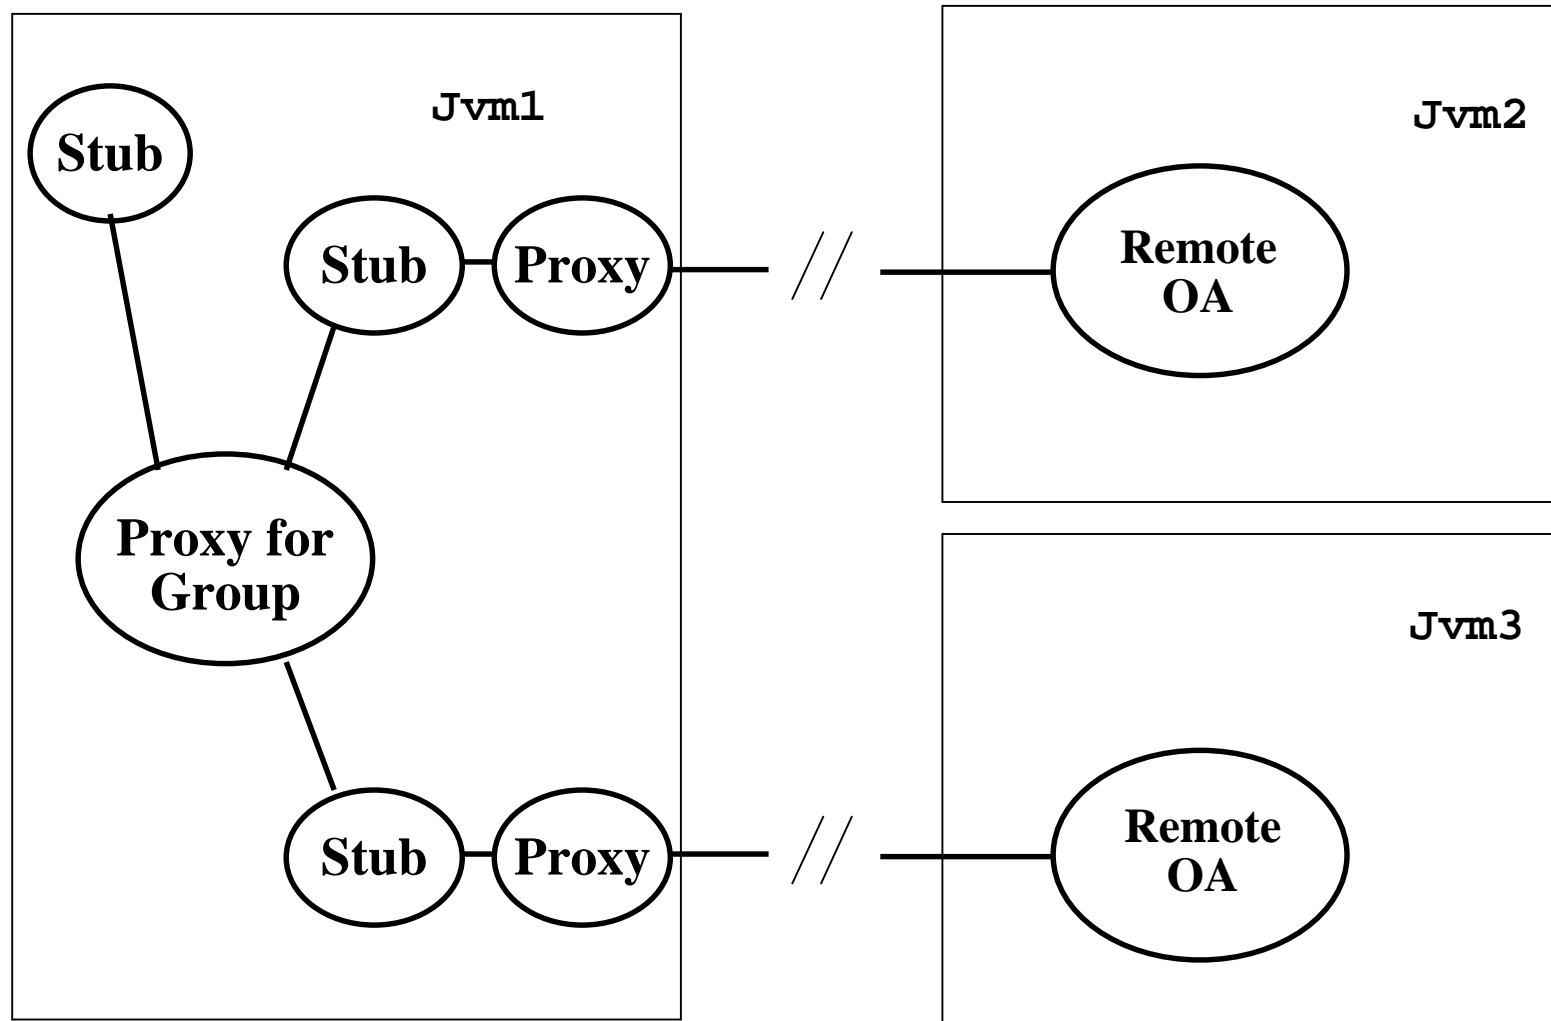 Jvm1
Stub
Stub
Proxy
Proxy for
Group
Stub
Proxy
Jvm2
Remote
OA
Jvm3
Remote
OA